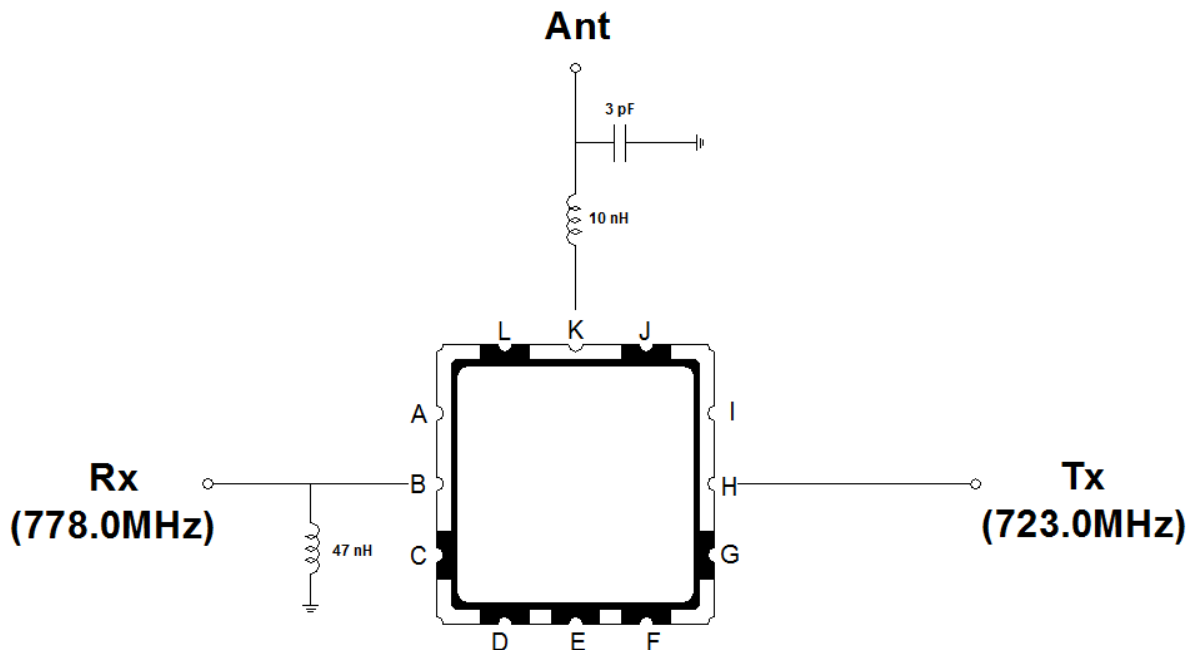 Ant
3 pF
10 nH
L K J
A I
Rx B H Tx
(778.0MHz) (723.0MHz)
47 nH C G
D E F